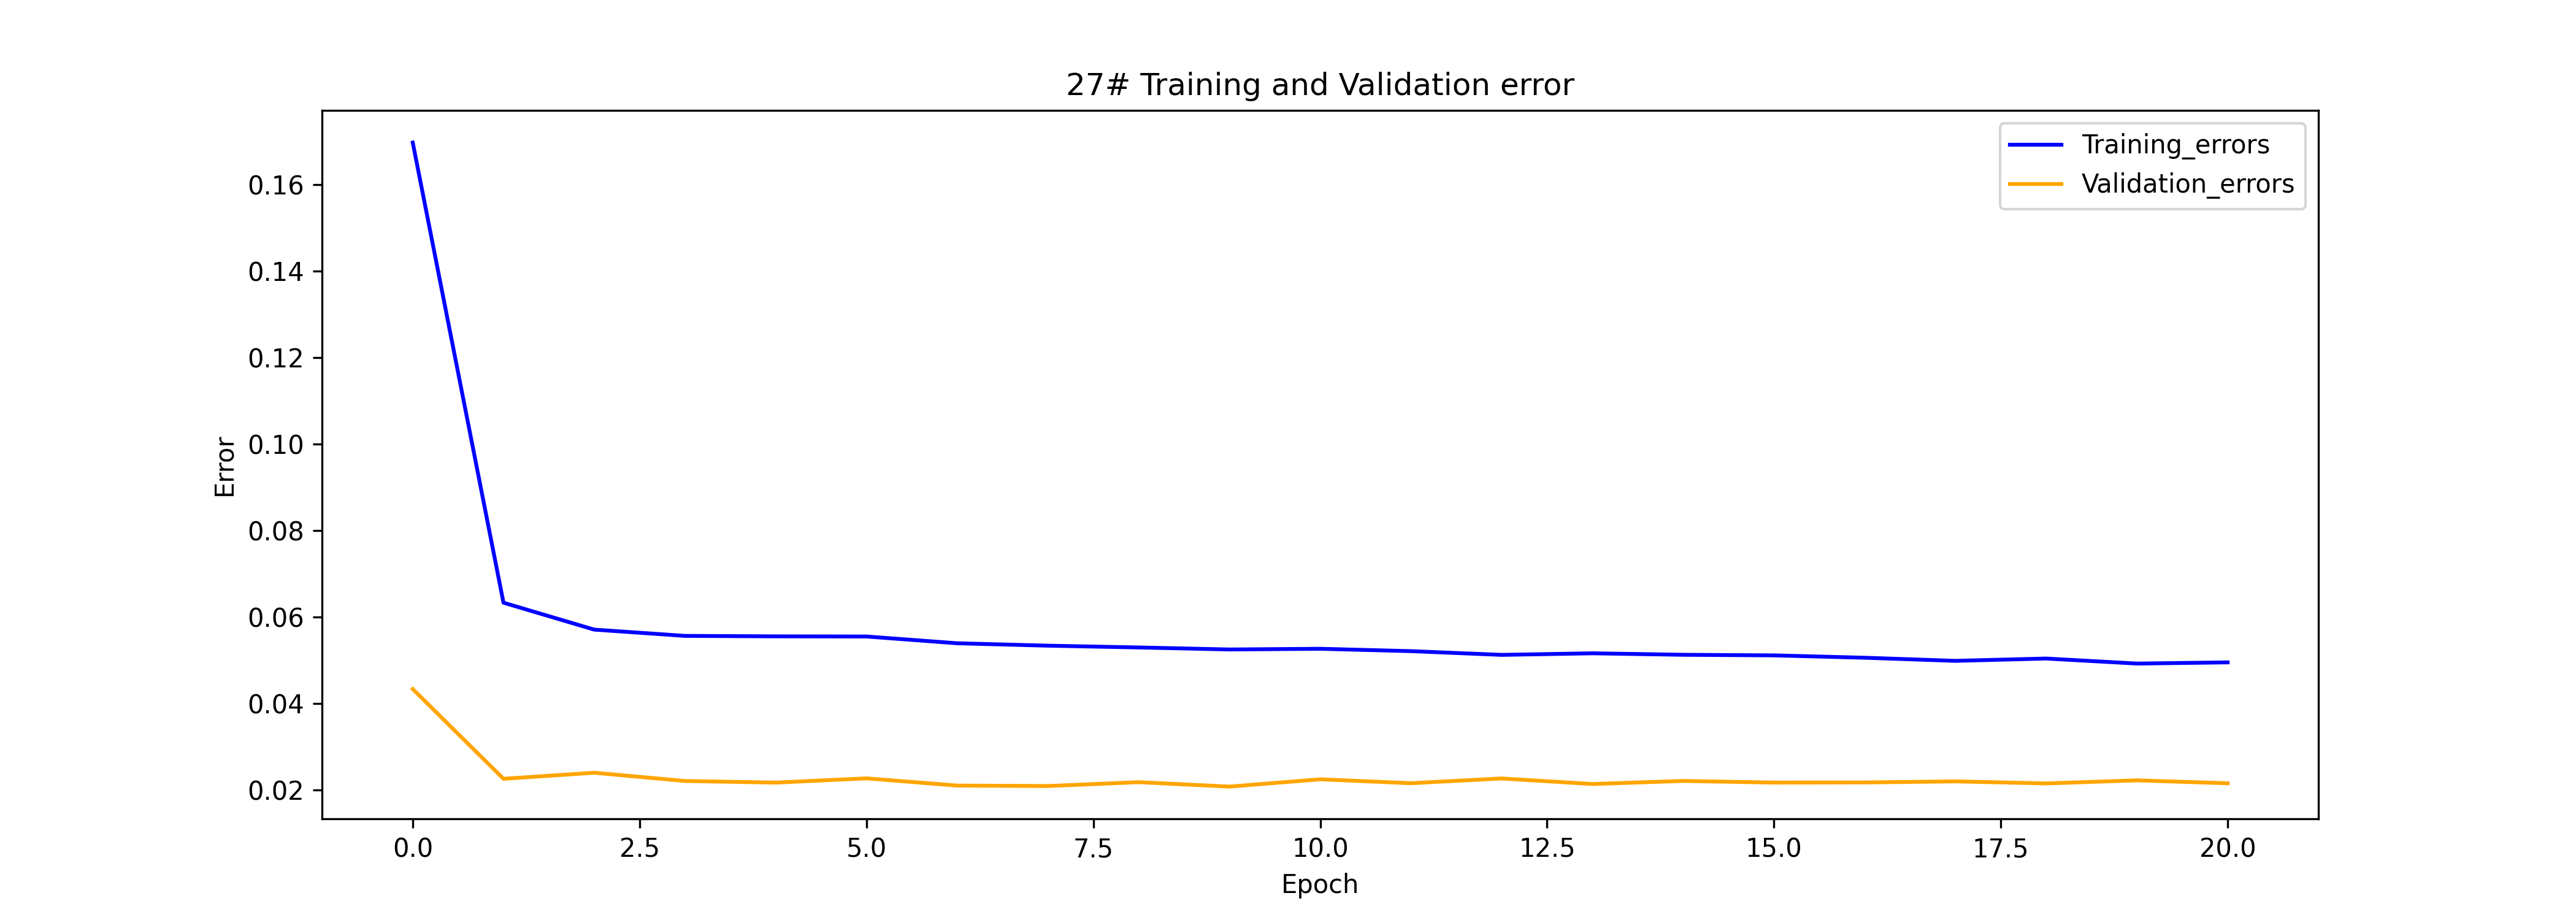 27# Training and Validation error
Training_errors
Validation_errors
0.16
0.14
0.12
0.10
0.08
0.06
0.04
0.02
Error
0.0 2.5 5.0 7.5 10.0 12.5 15.0 17.5 20.0
Epoch